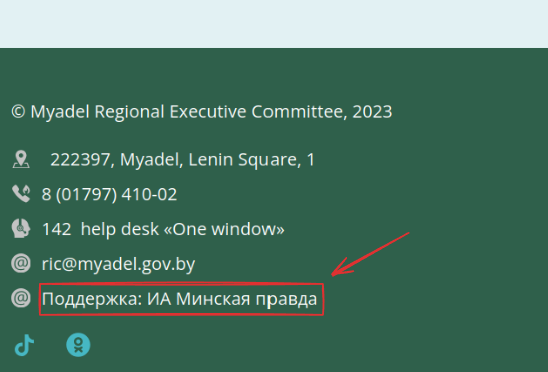 © Myadel Regional Executive Committee, 2023
222397, Myadel, Lenin Square, 1
8 (01797) 410-02
142 help desk «One window»
ric@myadel.gov.by
Поддержка: ИА Минская правда